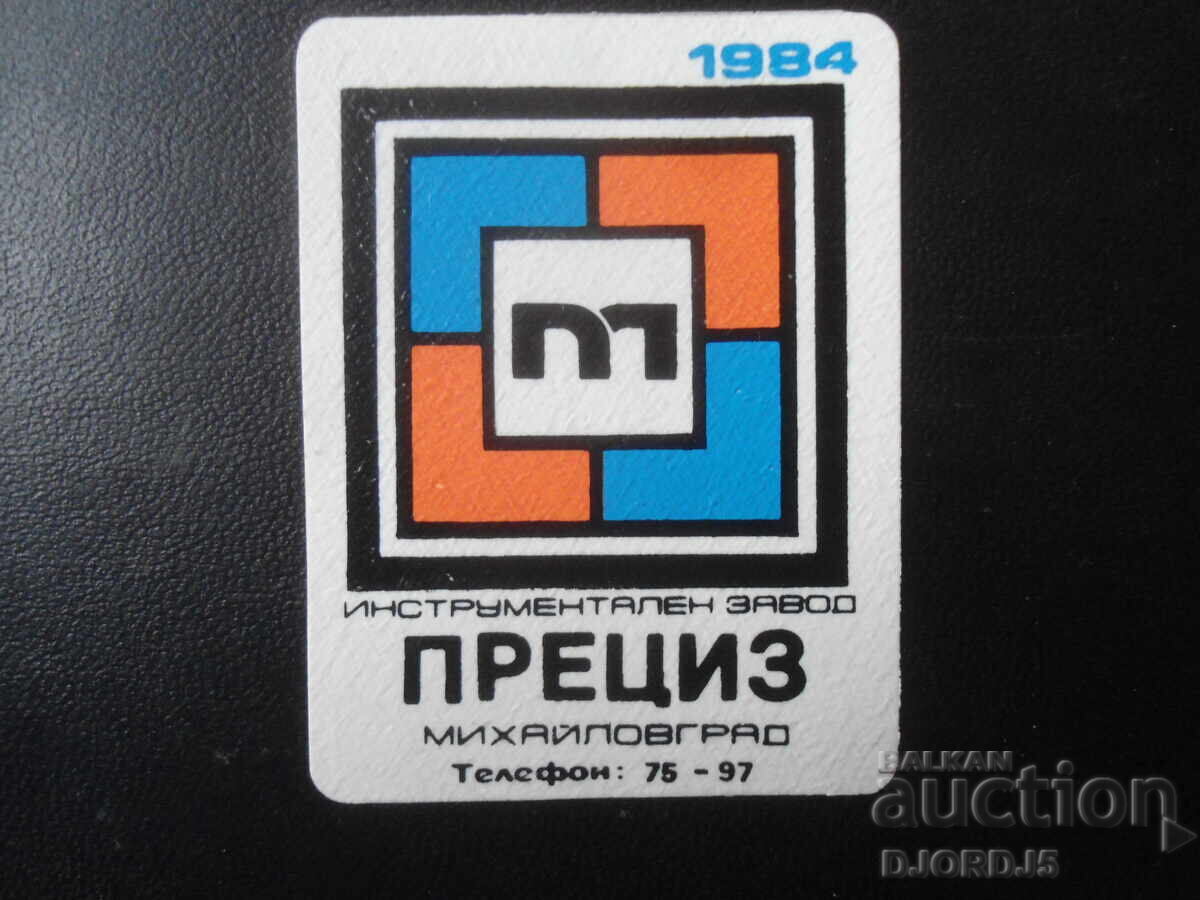 1984
ИНСТРУМЕНТАЛЕН ЗАВОД
ПРЕЦИЗ
МИХАЙЛОВГРАД
Телефон: 75 - 97
BALKAN
auction
DJORDJ5